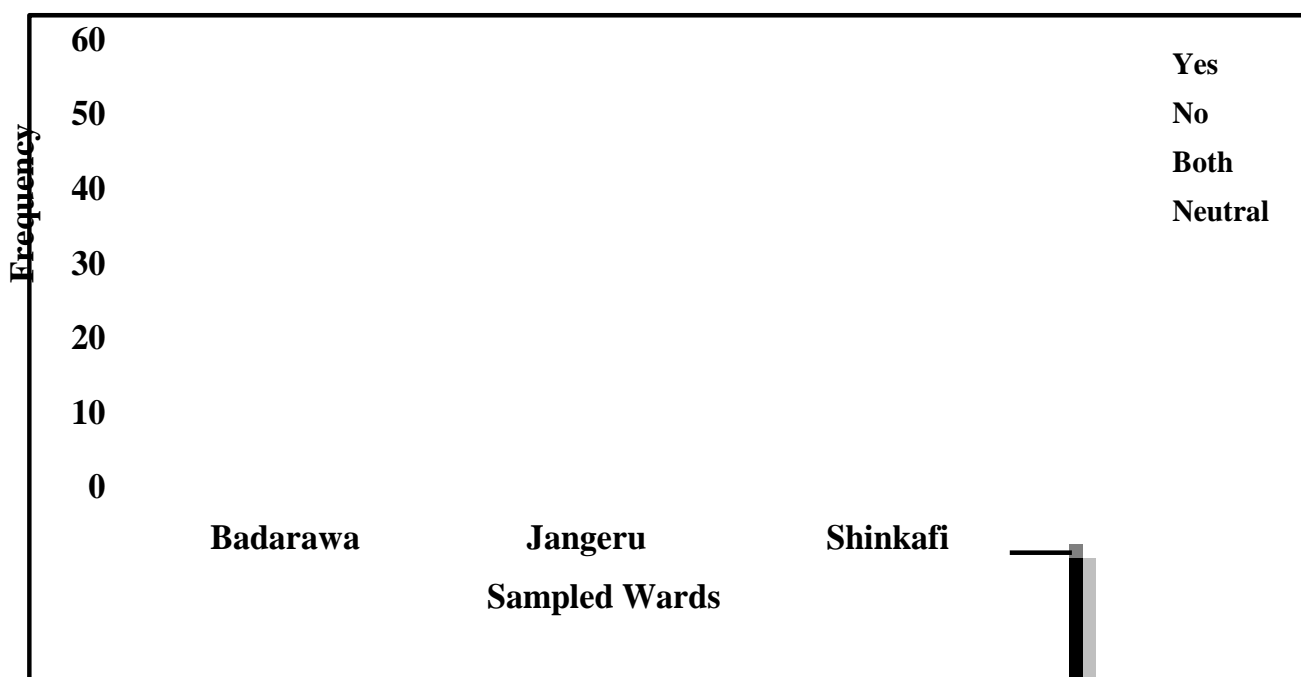 60
50
40
30
20
10
0
Frequency
Badarawa Jangeru Shinkafi
Sampled Wards
Yes
No
Both
Neutral